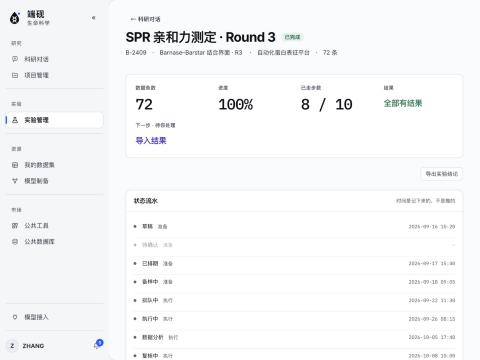 端砚
生命科学
«
研究
科研对话
项目管理
实验
实验管理
资源
我的数据集
模型制备
公共工具
公共数据库
模型接入
Z ZHANG
← 科研对话
SPR 亲和力测定 · Round 3 已完成
B-2409 · Barnase-Barstar 结合界面 · R3 · 自动化蛋白表征平台 · 72 条
数据条数 进度 已走步数 结果
72 100% 8 / 10 全部有结果
下一步 · 待你处理
导入结果
导出实验结论
状态流水 时间是记下来的，不是推的
草稿 准备 2026-09-16 10:20
待确认 准备 —
已排期 准备 2026-09-17 15:40
备样中 准备 2026-09-18 09:05
排队中 执行 2026-09-22 11:30
执行中 执行 2026-09-26 08:15
数据分析 执行 2026-10-05 17:40
复核中 执行 2026-10-08 10:00